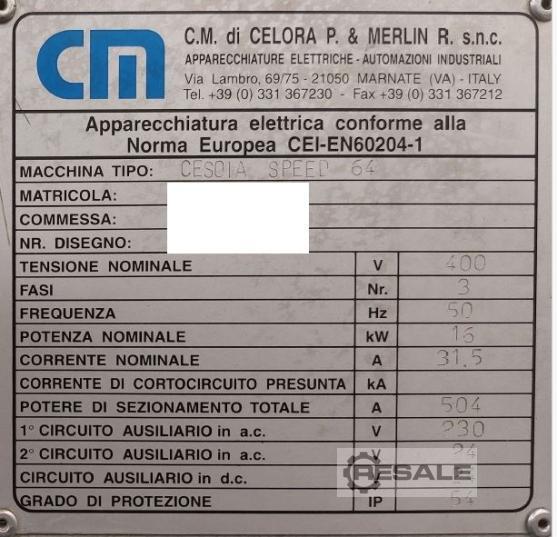 CM
C.M. di CELORA P. & MERLIN R. s.n.c.
APPARECCHIATURE ELETTRICHE - AUTOMAZIONI INDUSTRIALI
Via Lambro, 69/75 - 21050 MARNATE (VA) - ITALY
Tel. +39 (0) 331 367230 - Fax +39 (0) 331 367212
Apparecchiatura elettrica conforme alla
Norma Europea CEI-EN60204-1
MACCHINA TIPO: CESOIA SPEED 64
MATRICOLA:
COMMESSA:
NR. DISEGNO:
TENSIONE NOMINALE V 400
FASI Nr. 3
FREQUENZA Hz 50
POTENZA NOMINALE kW 16
CORRENTE NOMINALE A 31.5
CORRENTE DI CORTOCIRCUITO PRESUNTA kA
POTERE DI SEZIONAMENTO TOTALE A 504
1° CIRCUITO AUSILIARIO in a.c. V 230
2° CIRCUITO AUSILIARIO in a.c. V 24
CIRCUITO AUSILIARIO in d.c.
RESALE
GRADO DI PROTEZIONE IP 54